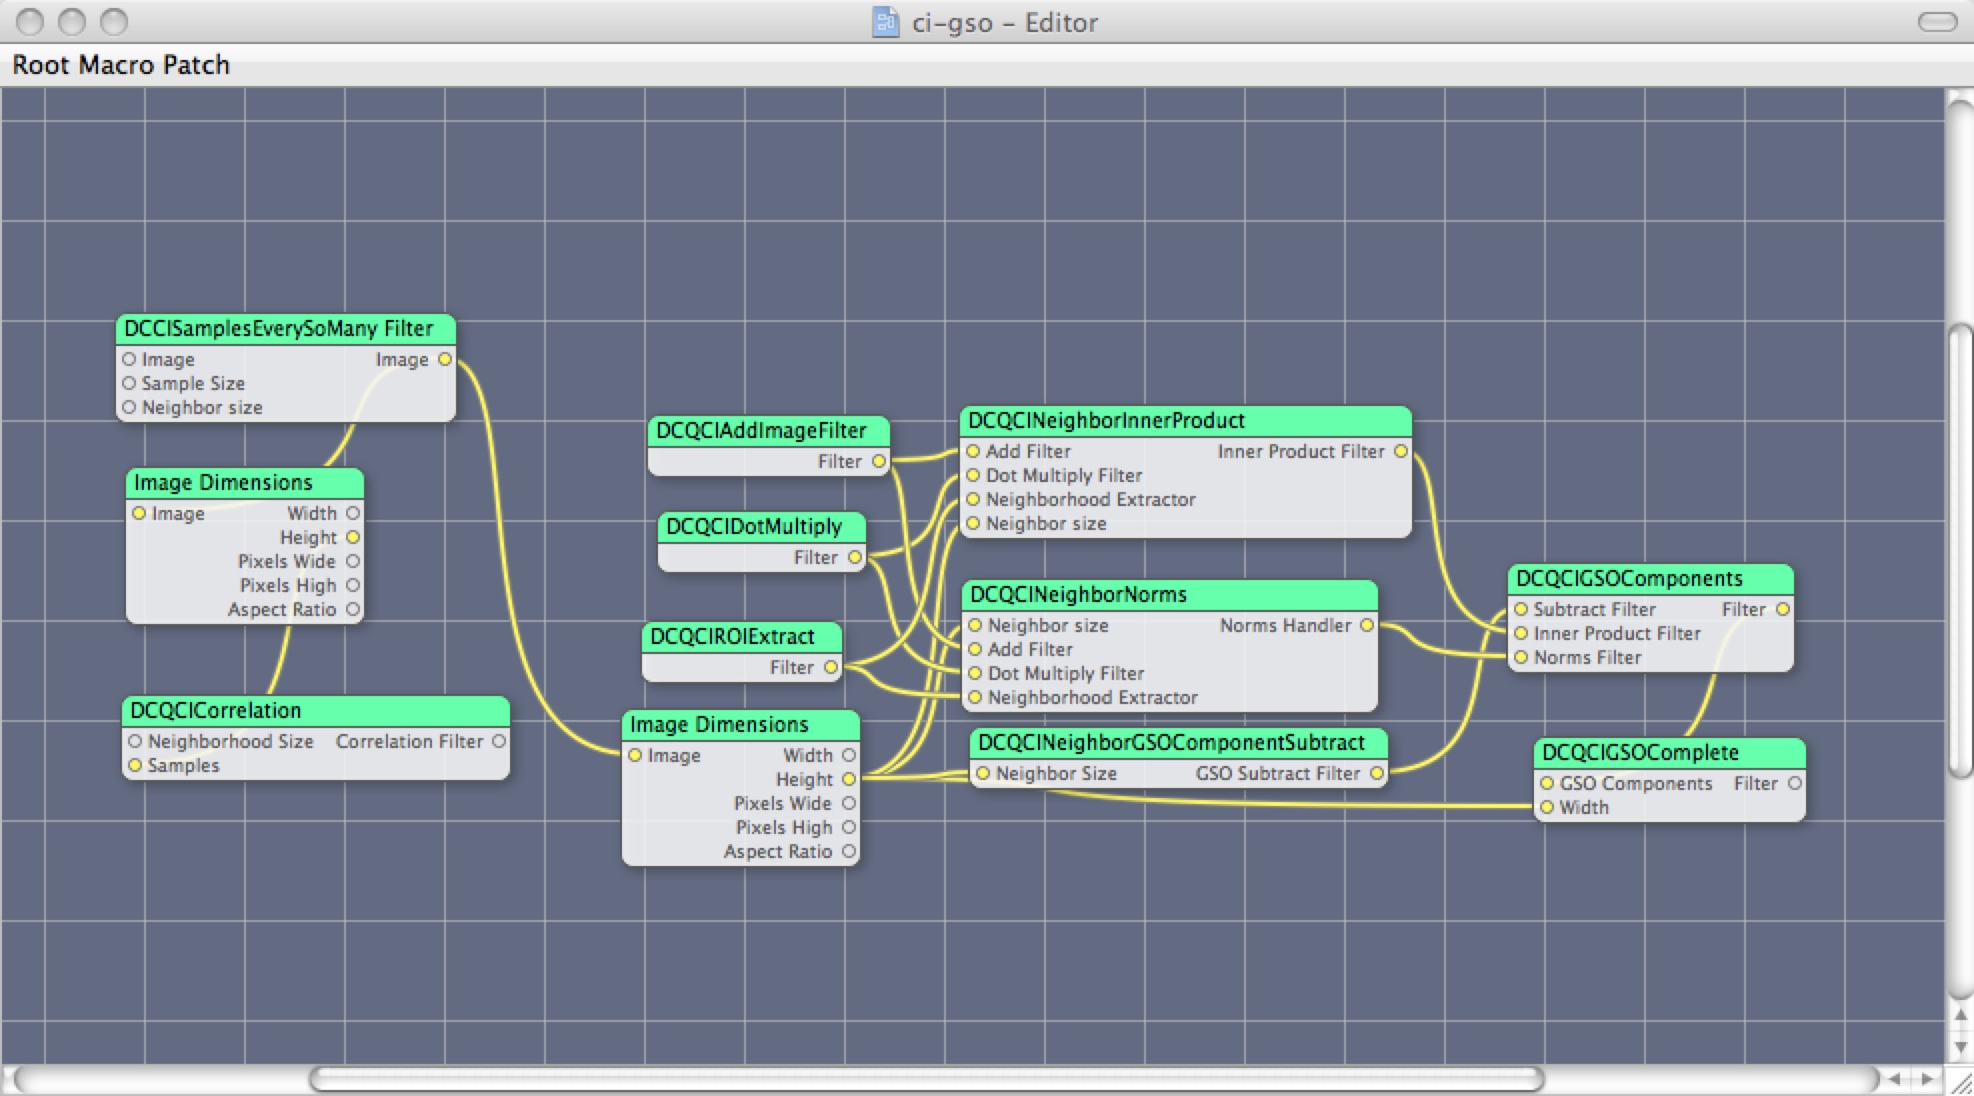 ci-gso – Editor
Root Macro Patch
DCCISamplesEverySoMany Filter
Image Image
Sample Size
Neighbor size
Image Dimensions
Image Width
Height
Pixels Wide
Pixels High
Aspect Ratio
DCQCICorrelation
Neighborhood Size Correlation Filter
Samples
DCQCIAddImageFilter
Filter
DCQCIDotMultiply
Filter
DCQCIROIExtract
Filter
Image Dimensions
Image Width
Height
Pixels Wide
Pixels High
Aspect Ratio
DCQCINeighborInnerProduct
Add Filter Inner Product Filter
Dot Multiply Filter
Neighborhood Extractor
Neighbor size
DCQCINeighborNorms
Neighbor size Norms Handler
Add Filter
Dot Multiply Filter
Neighborhood Extractor
DCQCINeighborGSOComponentSubtract
Neighbor Size GSO Subtract Filter
DCQCIGSOComponents
Subtract Filter Filter
Inner Product Filter
Norms Filter
DCQCIGSOComplete
GSO Components Filter
Width